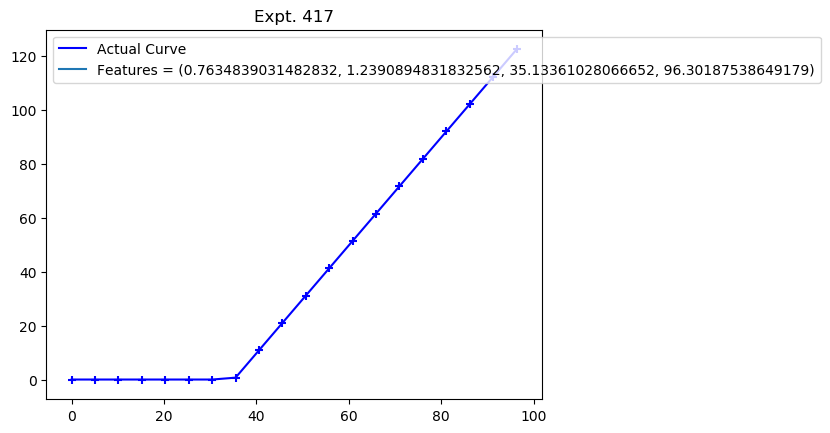 Expt. 417
Actual Curve
Features = (0.7634839031482832, 1.2390894831832562, 35.13361028066652, 96.30187538649179)
120
100
80
60
40
20
0
0 20 40 60 80 100